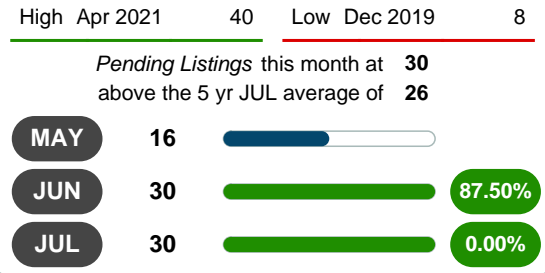 High Apr 2021 40 Low Dec 2019 8
Pending Listings this month at 30
above the 5 yr JUL average of 26
MAY 16
JUN 30 87.50%
JUL 30 0.00%